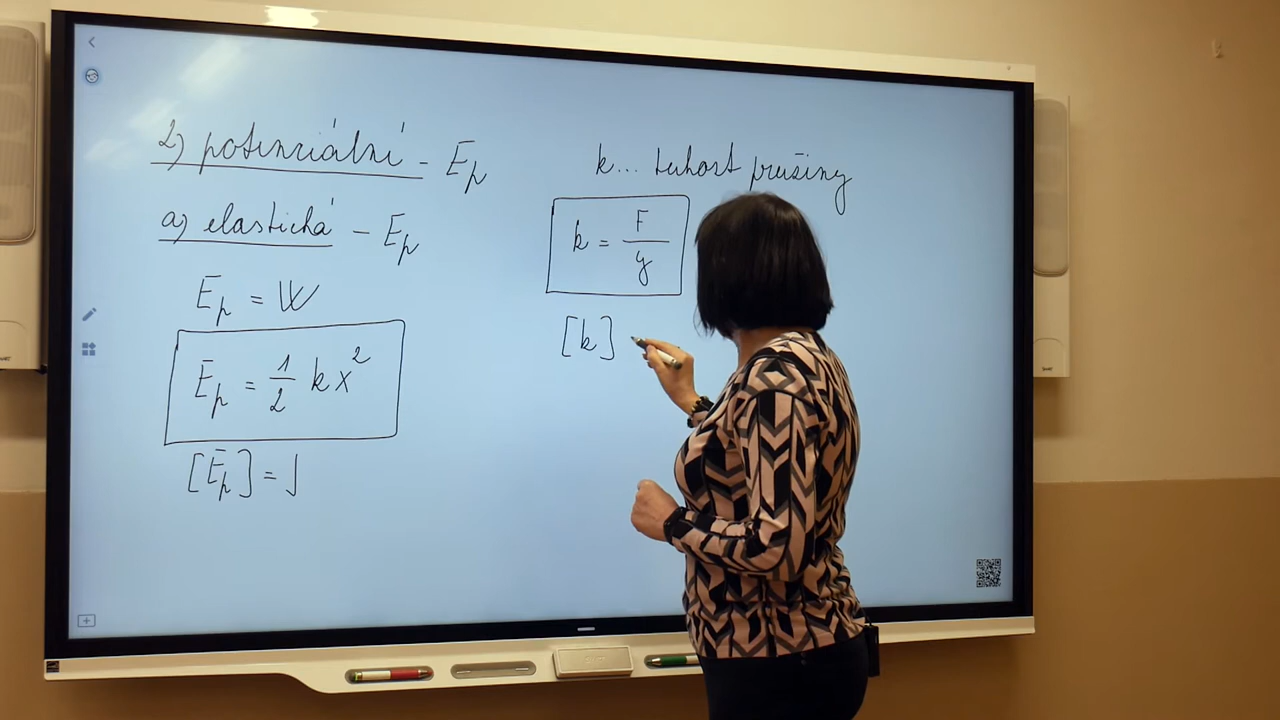 2) potenciální - Ep
a) elastická - Ep
Ep = W
Ep = 1/2 k x²
[Ep] = J
k... tuhost pružiny
k = F/y
[k]